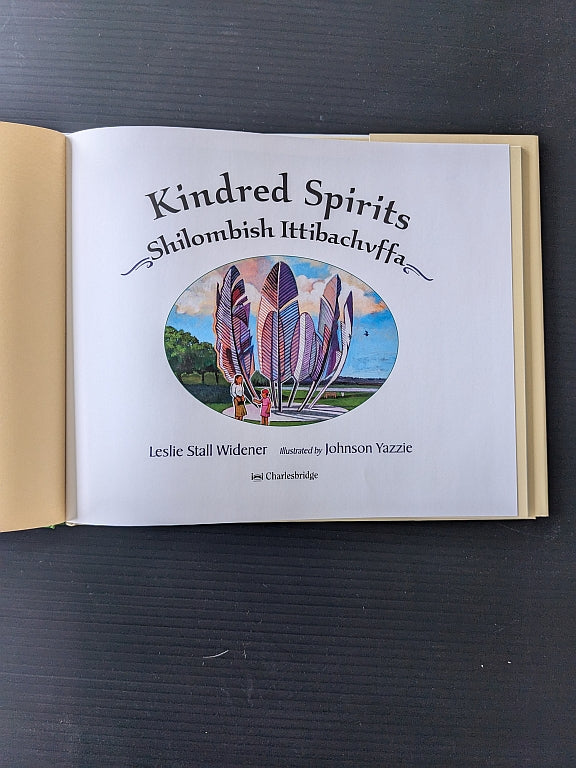 Kindred Spirits
Shilombish Ittibachvffa
Leslie Stall Widener Illustrated by Johnson Yazzie
Charlesbridge